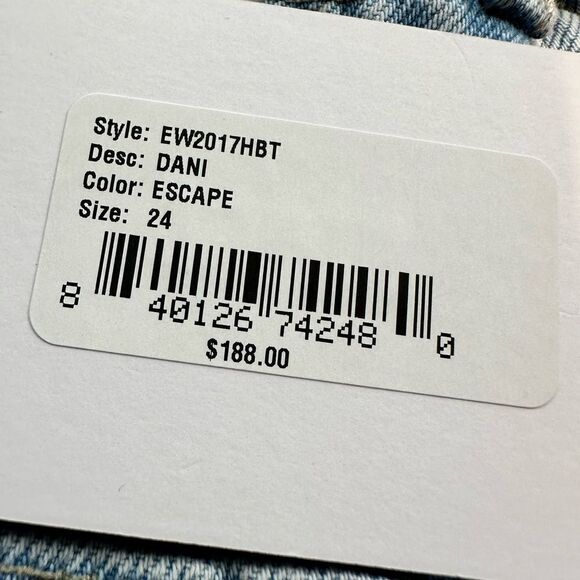 Style: EW2017HBT
Desc: DANI
Color: ESCAPE
Size: 24
8 40126 74248 0
$188.00